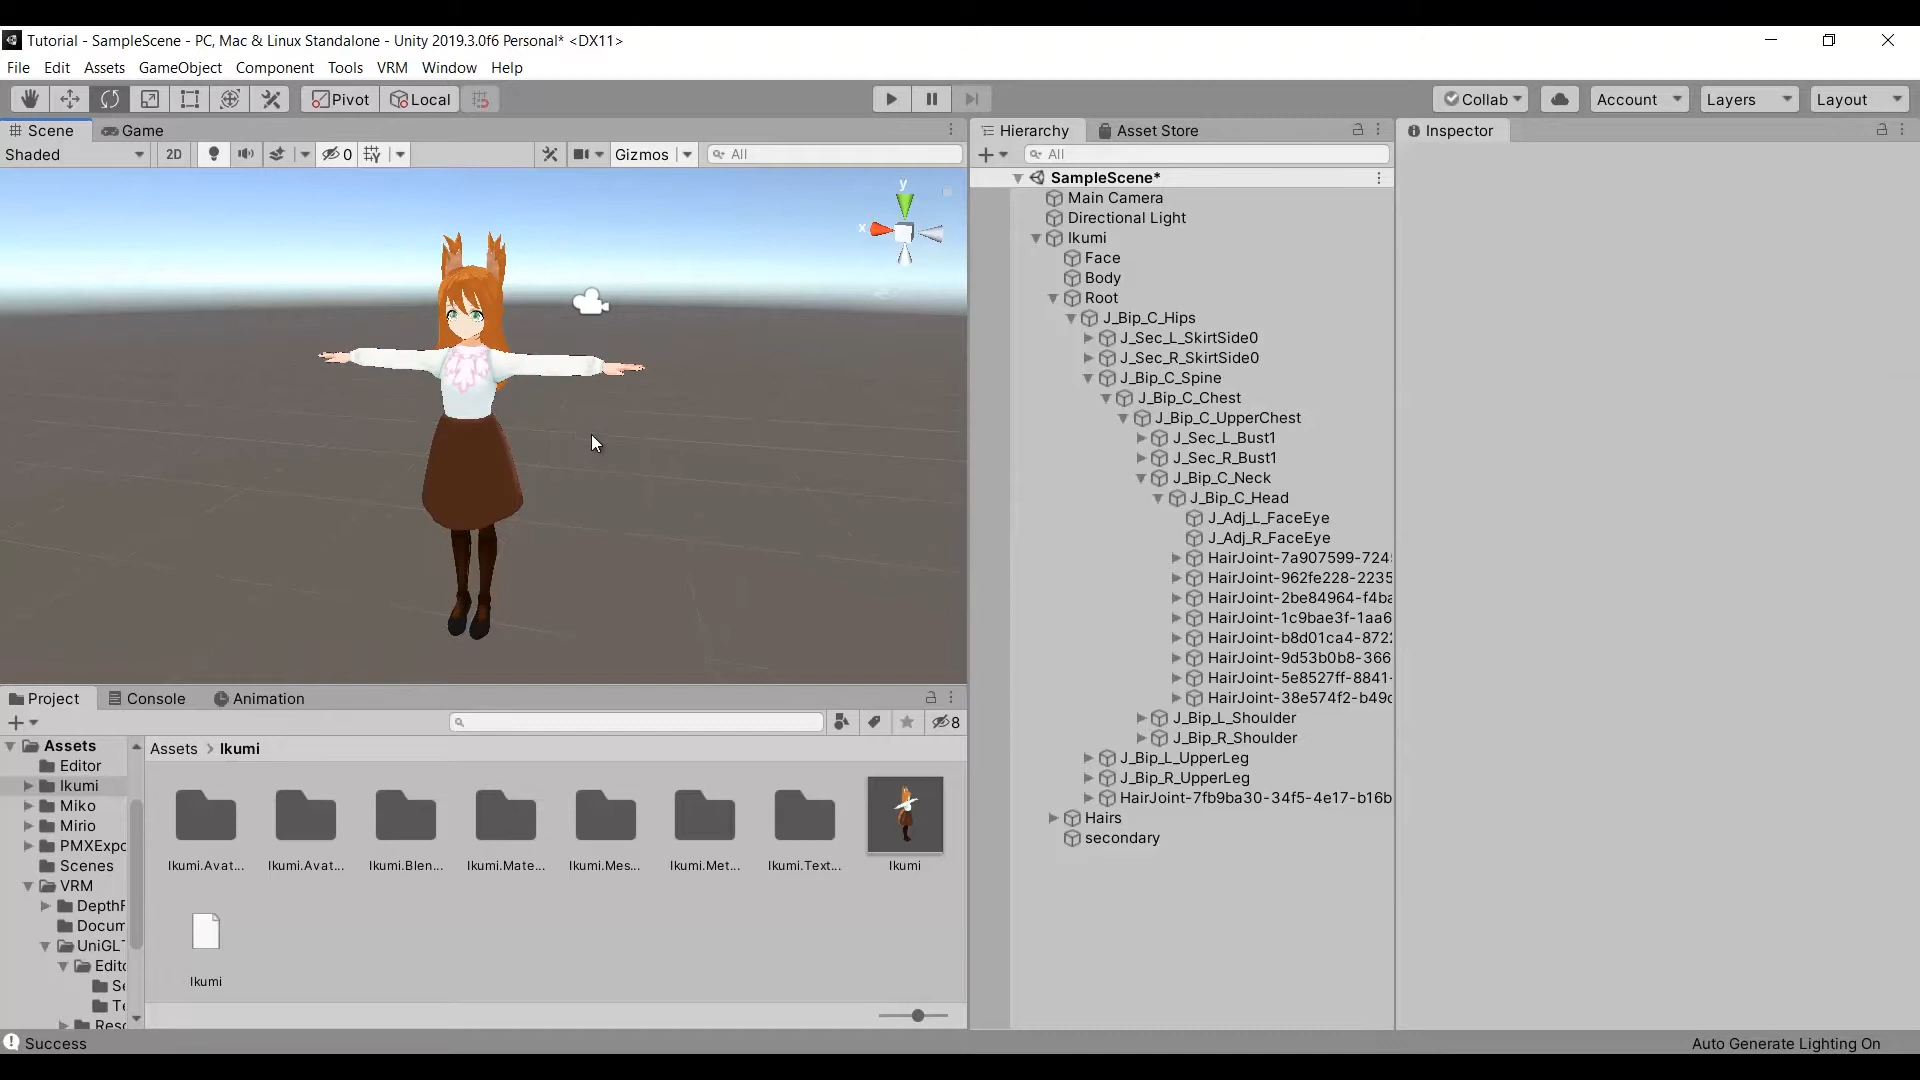 Tutorial - SampleScene - PC, Mac & Linux Standalone - Unity 2019.3.0f6 Personal* <DX11>
File Edit Assets GameObject Component Tools VRM Window Help
Pivot Local Collab Account Layers Layout
Scene Game
Shaded 2D 0 Gizmos All
y
x
Hierarchy Asset Store
All
SampleScene*
Main Camera
Directional Light
Ikumi
Face
Body
Root
J_Bip_C_Hips
J_Sec_L_SkirtSide0
J_Sec_R_SkirtSide0
J_Bip_C_Spine
J_Bip_C_Chest
J_Bip_C_UpperChest
J_Sec_L_Bust1
J_Sec_R_Bust1
J_Bip_C_Neck
J_Bip_C_Head
J_Adj_L_FaceEye
J_Adj_R_FaceEye
HairJoint-7a907599-724
HairJoint-962fe228-2235
HairJoint-2be84964-f4ba
HairJoint-1c9bae3f-1aa6
HairJoint-b8d01ca4-872
HairJoint-9d53b0b8-366
HairJoint-5e8527ff-8841-
HairJoint-38e574f2-b49c
J_Bip_L_Shoulder
J_Bip_R_Shoulder
J_Bip_L_UpperLeg
J_Bip_R_UpperLeg
HairJoint-7fb9ba30-34f5-4e17-b16b
Hairs
secondary
Inspector
Project Console Animation
8
Assets
Editor
Ikumi
Miko
Mirio
PMXExpo
Scenes
VRM
DepthF
Docum
UniGLT
Edito
Se
Te
Reso
Assets > Ikumi
Ikumi.Avat... Ikumi.Avat... Ikumi.Blen... Ikumi.Mate... Ikumi.Mes... Ikumi.Met... Ikumi.Text... Ikumi
Ikumi
Success
Auto Generate Lighting On